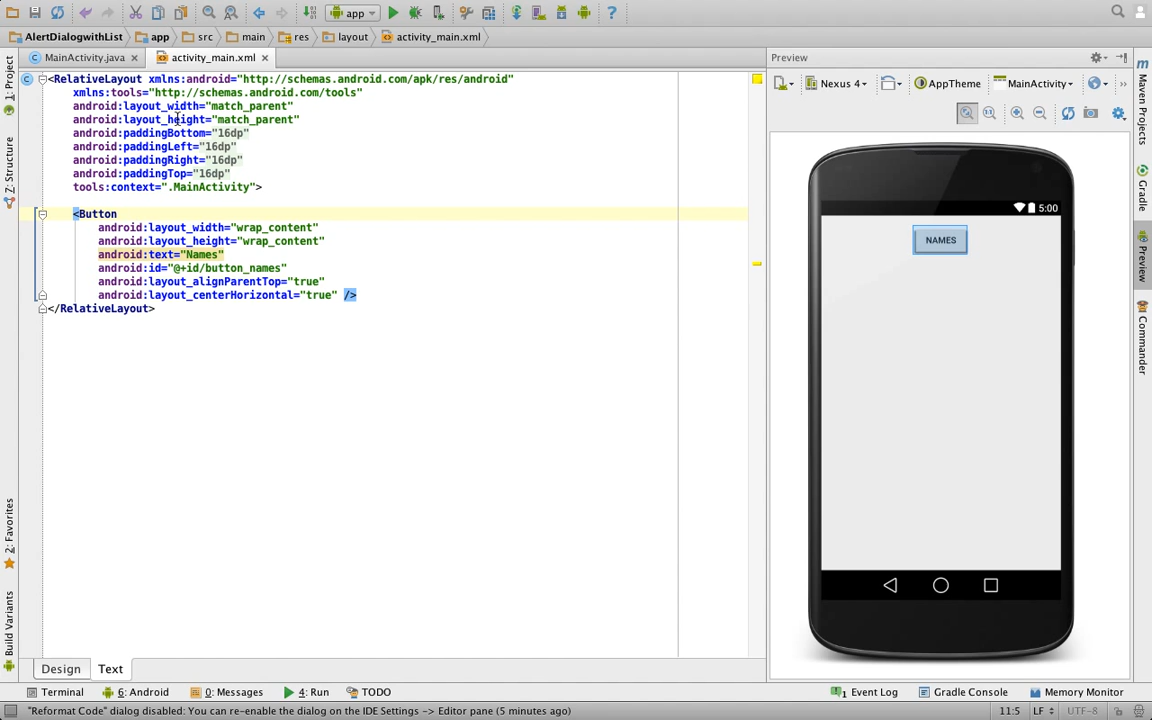 app
AlertDialogwithList app src main res layout activity_main.xml
MainActivity.java activity_main.xml
Preview
Nexus 4 AppTheme MainActivity
<RelativeLayout xmlns:android="http://schemas.android.com/apk/res/android"
xmlns:tools="http://schemas.android.com/tools"
android:layout_width="match_parent"
android:layout_height="match_parent"
android:paddingBottom="16dp"
android:paddingLeft="16dp"
android:paddingRight="16dp"
android:paddingTop="16dp"
tools:context=".MainActivity">
<Button
android:layout_width="wrap_content"
android:layout_height="wrap_content"
android:text="Names"
android:id="@+id/button_names"
android:layout_alignParentTop="true"
android:layout_centerHorizontal="true" />
</RelativeLayout>
5:00
NAMES
1: Project
7: Structure
2: Favorites
Build Variants
Maven Projects
Gradle
Preview
Commander
Design Text
Terminal 6: Android 0: Messages 4: Run TODO Event Log Gradle Console Memory Monitor
"Reformat Code" dialog disabled: You can re-enable the dialog on the IDE Settings -> Editor pane (5 minutes ago) 11:5 LF UTF-8